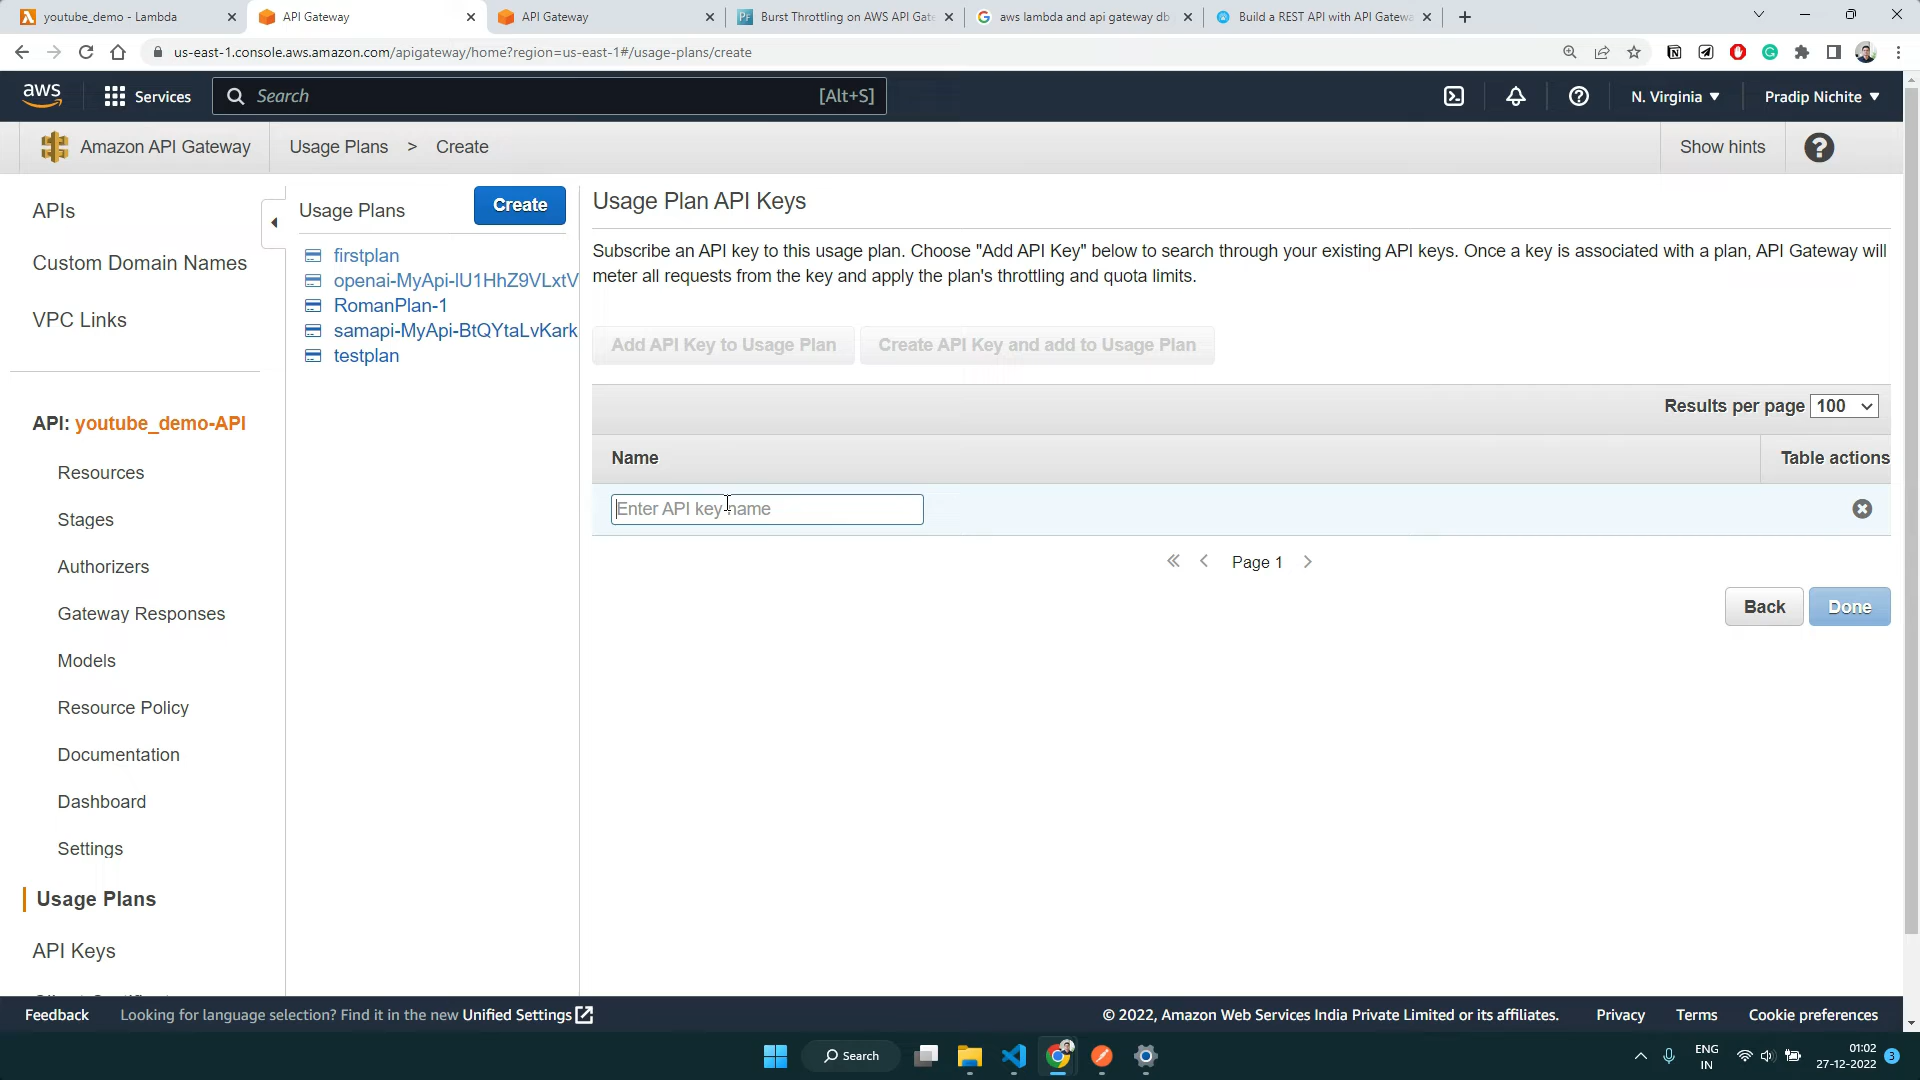 youtube_demo - Lambda
API Gateway
API Gateway
Burst Throttling on AWS API Gat
aws lambda and api gateway db
Build a REST API with API Gatewa
us-east-1.console.aws.amazon.com/apigateway/home?region=us-east-1#/usage-plans/create
aws
Services
Search
[Alt+S]
N. Virginia
Pradip Nichite
Amazon API Gateway
Usage Plans > Create
Show hints
APIs
Custom Domain Names
VPC Links
API: youtube_demo-API
Resources
Stages
Authorizers
Gateway Responses
Models
Resource Policy
Documentation
Dashboard
Settings
Usage Plans
API Keys
Usage Plans
Create
firstplan
openai-MyApi-lU1HhZ9VLxtV
RomanPlan-1
samapi-MyApi-BtQYtaLvKark
testplan
Usage Plan API Keys
Subscribe an API key to this usage plan. Choose "Add API Key" below to search through your existing API keys. Once a key is associated with a plan, API Gateway will
meter all requests from the key and apply the plan's throttling and quota limits.
Add API Key to Usage Plan
Create API Key and add to Usage Plan
Results per page 100
Name
Table actions
Enter API key name
Page 1
Back
Done
Feedback
Looking for language selection? Find it in the new Unified Settings
© 2022, Amazon Web Services India Private Limited or its affiliates.
Privacy
Terms
Cookie preferences
Search
ENG
IN
01:02
27-12-2022
3